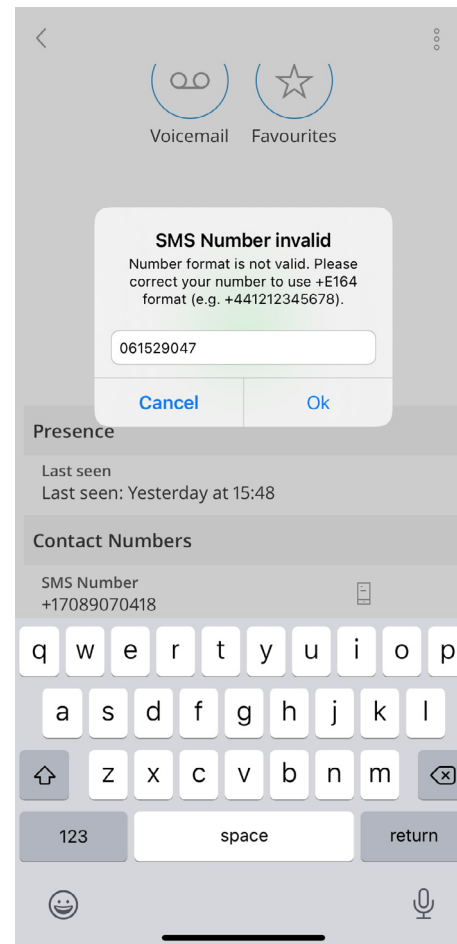 Voicemail Favourites
SMS Number invalid
Number format is not valid. Please
correct your number to use +E164
format (e.g. +441212345678).
061529047
Cancel Ok
Presence
Last seen
Last seen: Yesterday at 15:48
Contact Numbers
SMS Number
+17089070418
q w e r t y u i o p
a s d f g h j k l
z x c v b n m
123 space return